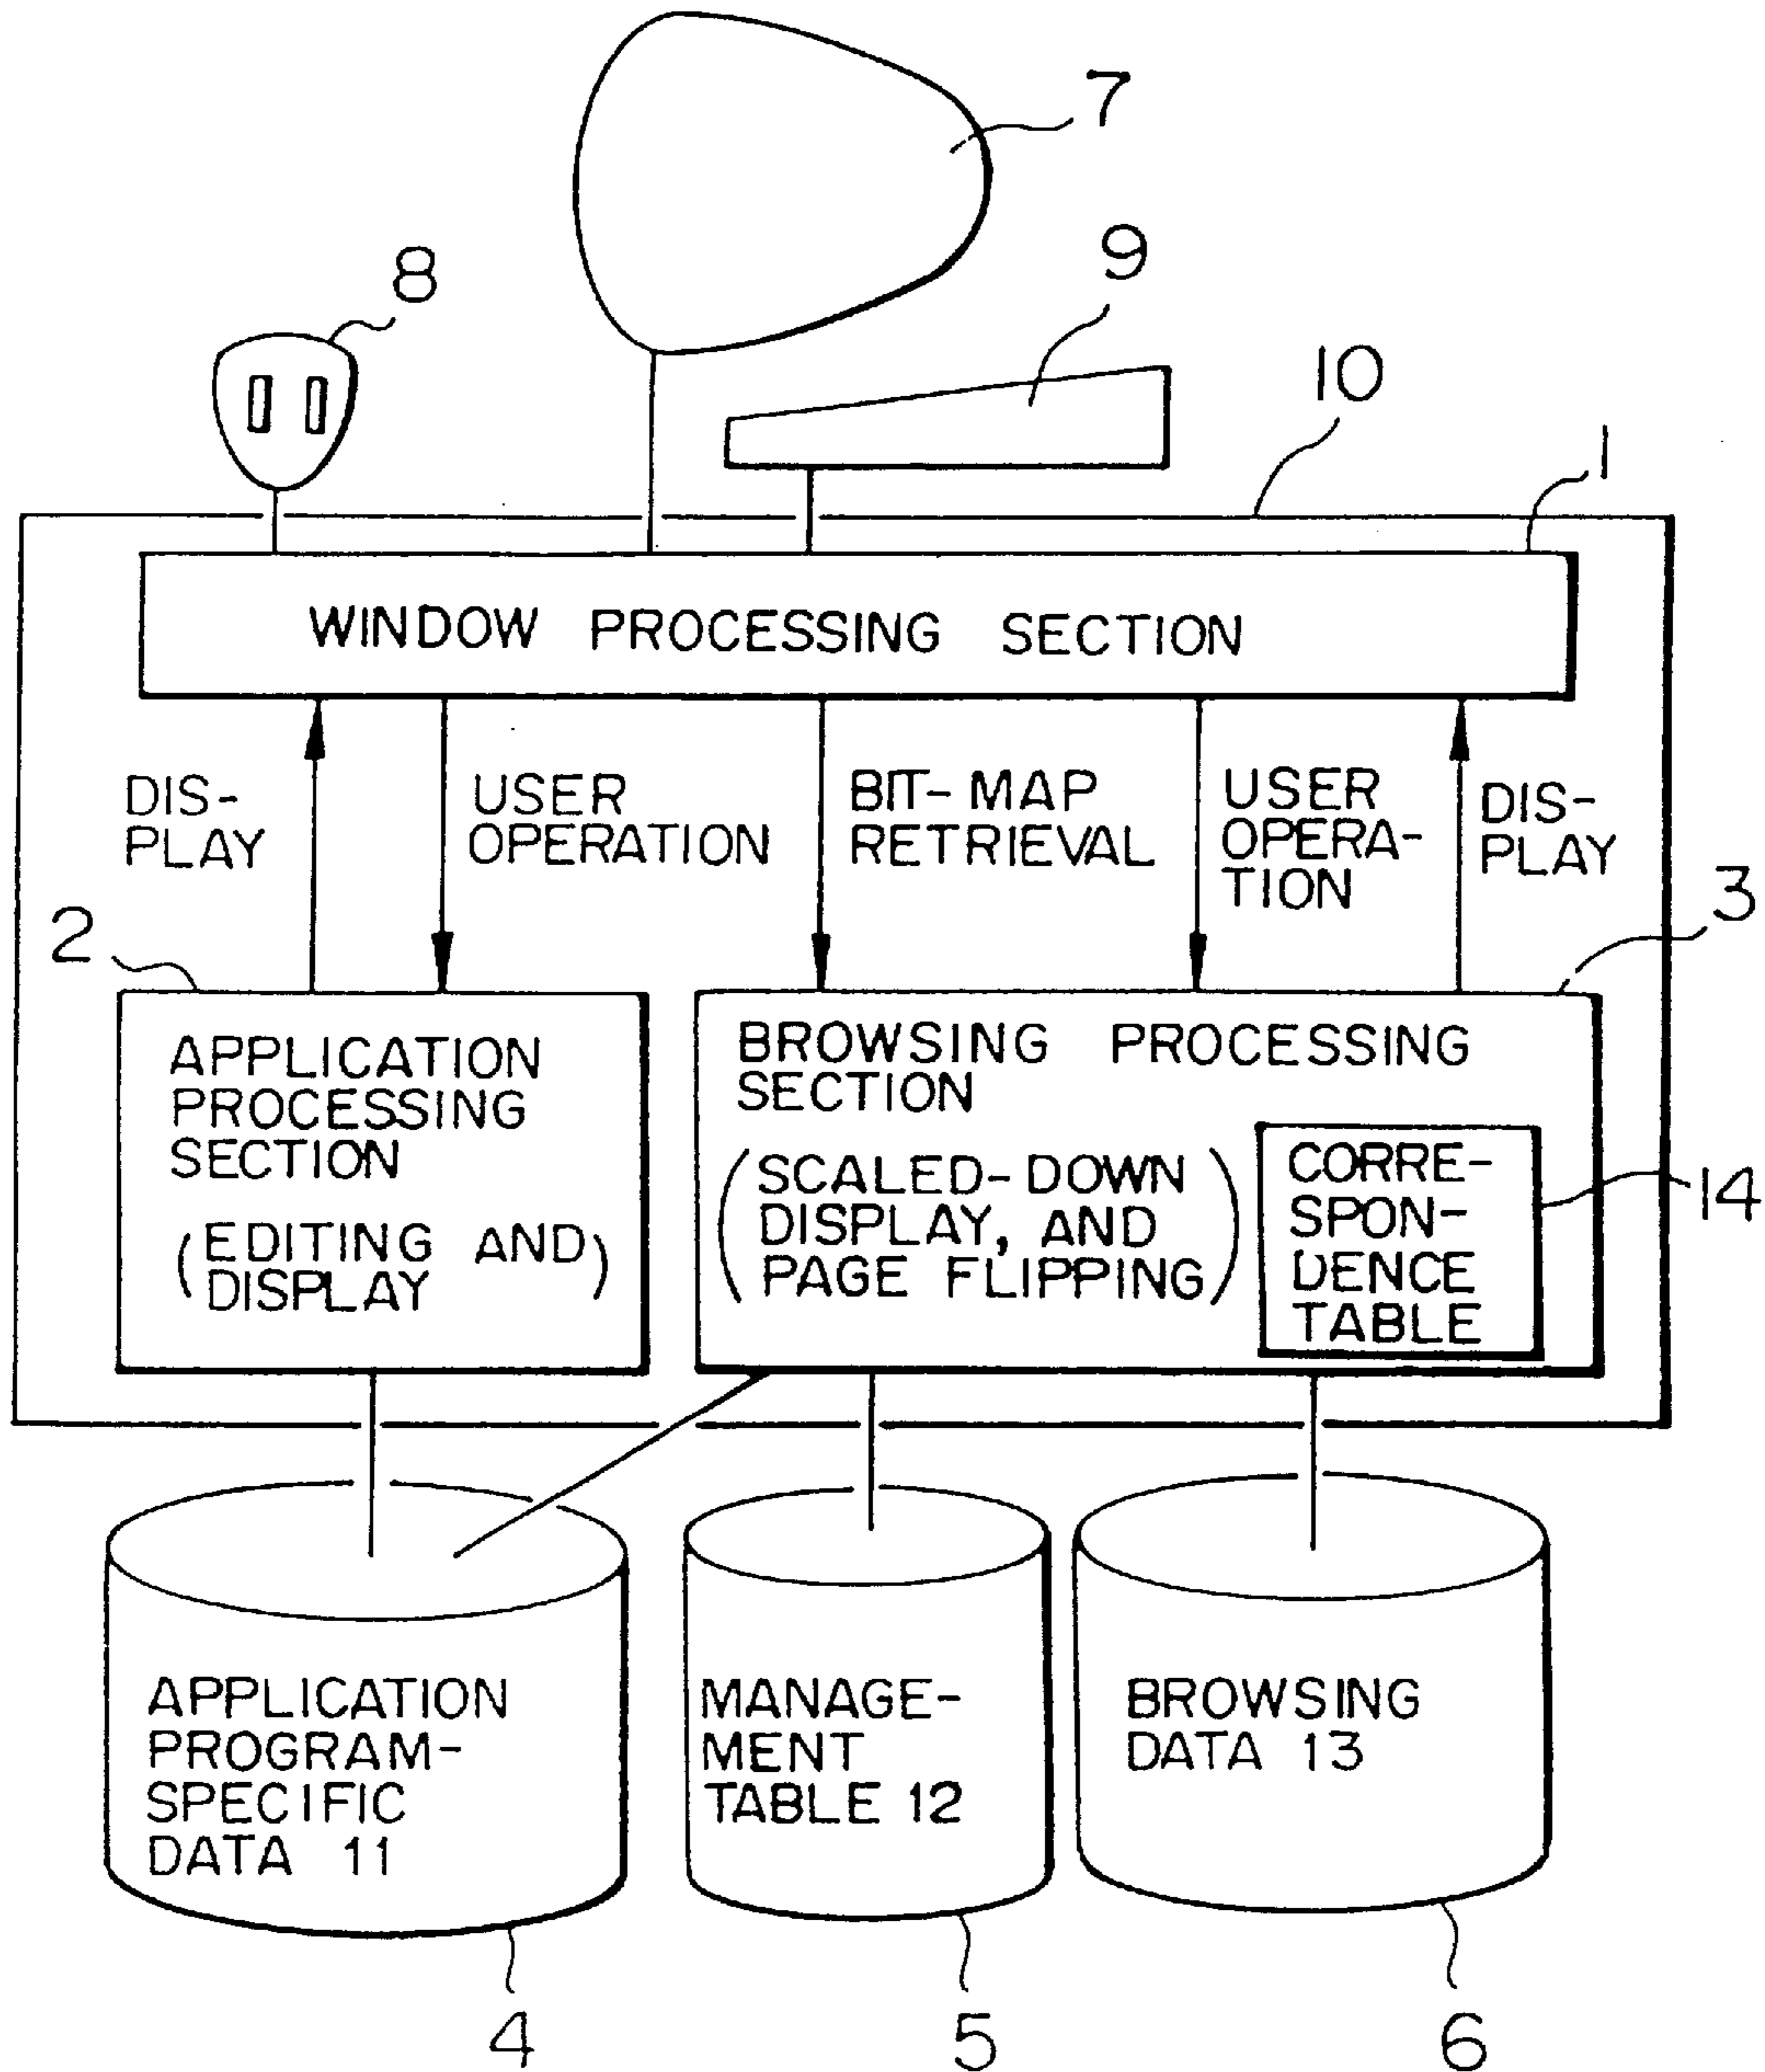 7
8
9
10
1
WINDOW PROCESSING SECTION
DIS-
PLAY
USER
OPERATION
BIT-MAP
RETRIEVAL
USER
OPERA-
TION
DIS-
PLAY
2
3
APPLICATION
PROCESSING
SECTION
(EDITING AND
DISPLAY)
BROWSING PROCESSING
SECTION
(SCALED-DOWN
DISPLAY, AND
PAGE FLIPPING)
CORRE-
SPON-
DENCE
TABLE
14
APPLICATION
PROGRAM-
SPECIFIC
DATA 11
MANAGE-
MENT
TABLE 12
BROWSING
DATA 13
4
5
6